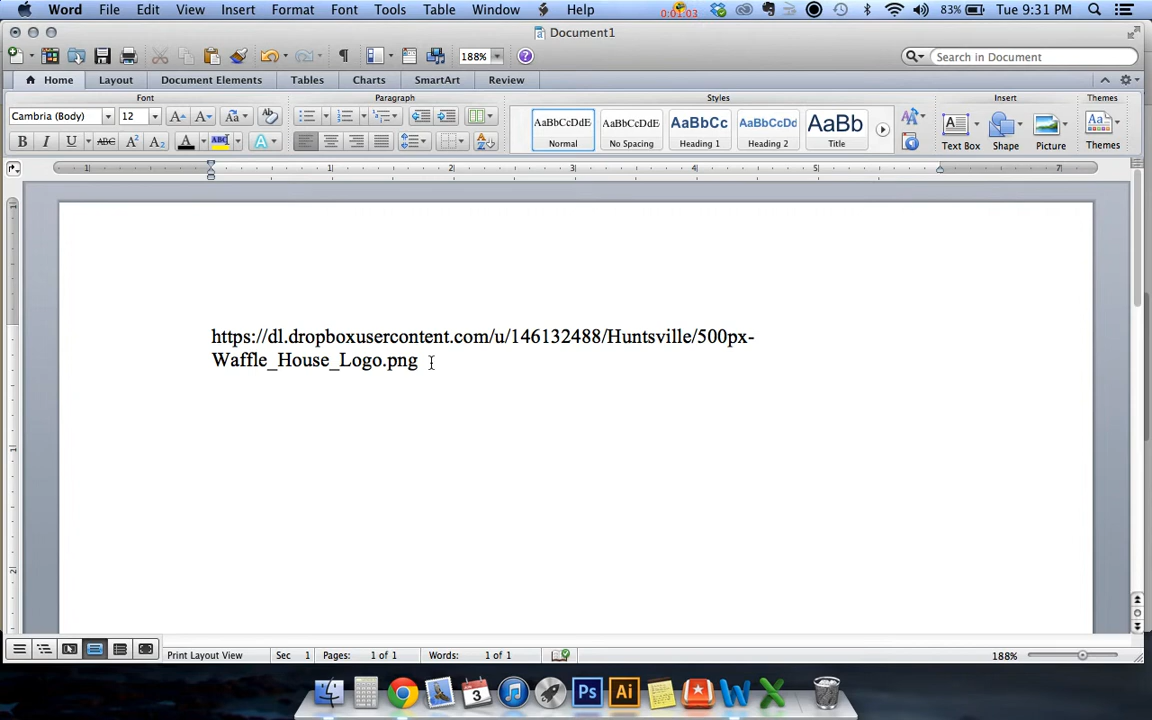 Word File Edit View Insert Format Font Tools Table Window Help 0:01:03 83% Tue 9:31 PM
Document1
188% Search in Document
Home Layout Document Elements Tables Charts SmartArt Review
Font Paragraph Styles Insert Themes
Cambria (Body) 12 AaBbCcDdE AaBbCcDdE AaBbCc AaBbCcDd AaBb
Normal No Spacing Heading 1 Heading 2 Title Text Box Shape Picture Themes
https://dl.dropboxusercontent.com/u/146132488/Huntsville/500px-
Waffle_House_Logo.png
Print Layout View Sec 1 Pages: 1 of 1 Words: 1 of 1 188%